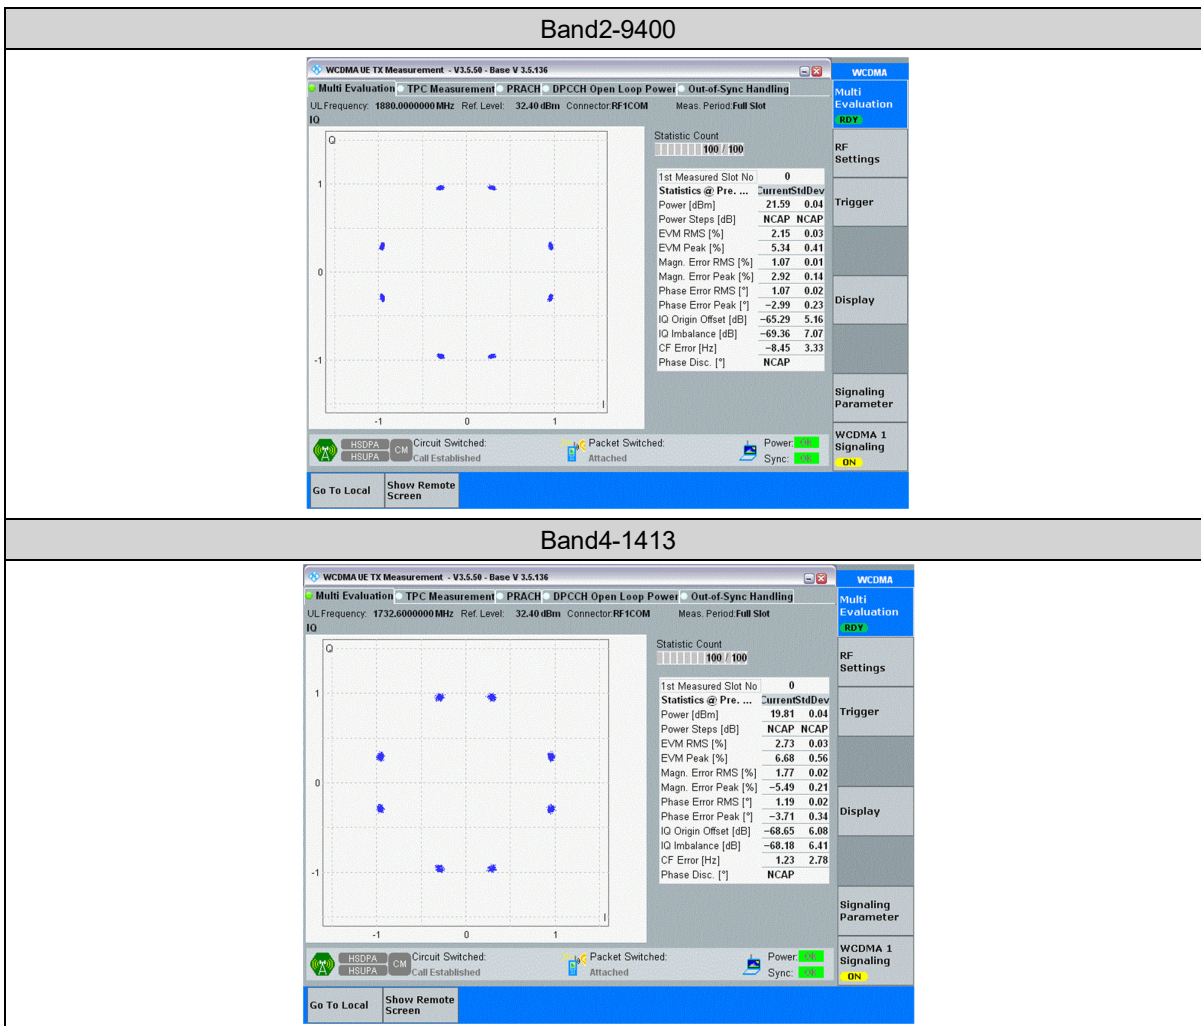 Band2-9400
WCDMA UE TX Measurement - V3.5.50 - Base V 3.5.136
WCDMA
Multi Evaluation TPC Measurement PRACH DPCCH Open Loop Power Out-of-Sync Handling
Multi
Evaluation
RDY
UL Frequency: 1880.0000000 MHz Ref. Level: 32.40 dBm Connector:RF1COM Meas. Period:Full Slot
IQ
Q
1
0
-1
-1 0 1
I
Statistic Count
100 / 100
1st Measured Slot No 0
Statistics @ Pre. ... CurrentStdDev
Power [dBm] 21.59 0.04
Power Steps [dB] NCAP NCAP
EVM RMS [%] 2.15 0.03
EVM Peak [%] 5.34 0.41
Magn. Error RMS [%] 1.07 0.01
Magn. Error Peak [%] 2.92 0.14
Phase Error RMS [°] 1.07 0.02
Phase Error Peak [°] -2.99 0.23
IQ Origin Offset [dB] -65.29 5.16
IQ Imbalance [dB] -69.36 7.07
CF Error [Hz] -8.45 3.33
Phase Disc. [°] NCAP
RF
Settings
Trigger
Display
Signaling
Parameter
WCDMA 1
Signaling
ON
HSDPA
HSUPA
CM
Circuit Switched:
Call Established
Packet Switched:
Attached
Power: OK
Sync: OK
Go To Local
Show Remote
Screen
Band4-1413
WCDMA UE TX Measurement - V3.5.50 - Base V 3.5.136
WCDMA
Multi Evaluation TPC Measurement PRACH DPCCH Open Loop Power Out-of-Sync Handling
Multi
Evaluation
RDY
UL Frequency: 1732.6000000 MHz Ref. Level: 32.40 dBm Connector:RF1COM Meas. Period:Full Slot
IQ
Q
1
0
-1
-1 0 1
I
Statistic Count
100 / 100
1st Measured Slot No 0
Statistics @ Pre. ... CurrentStdDev
Power [dBm] 19.81 0.04
Power Steps [dB] NCAP NCAP
EVM RMS [%] 2.73 0.03
EVM Peak [%] 6.68 0.56
Magn. Error RMS [%] 1.77 0.02
Magn. Error Peak [%] -5.49 0.21
Phase Error RMS [°] 1.19 0.02
Phase Error Peak [°] -3.71 0.34
IQ Origin Offset [dB] -68.65 6.08
IQ Imbalance [dB] -68.18 6.41
CF Error [Hz] 1.23 2.78
Phase Disc. [°] NCAP
RF
Settings
Trigger
Display
Signaling
Parameter
WCDMA 1
Signaling
ON
HSDPA
HSUPA
CM
Circuit Switched:
Call Established
Packet Switched:
Attached
Power: OK
Sync: OK
Go To Local
Show Remote
Screen